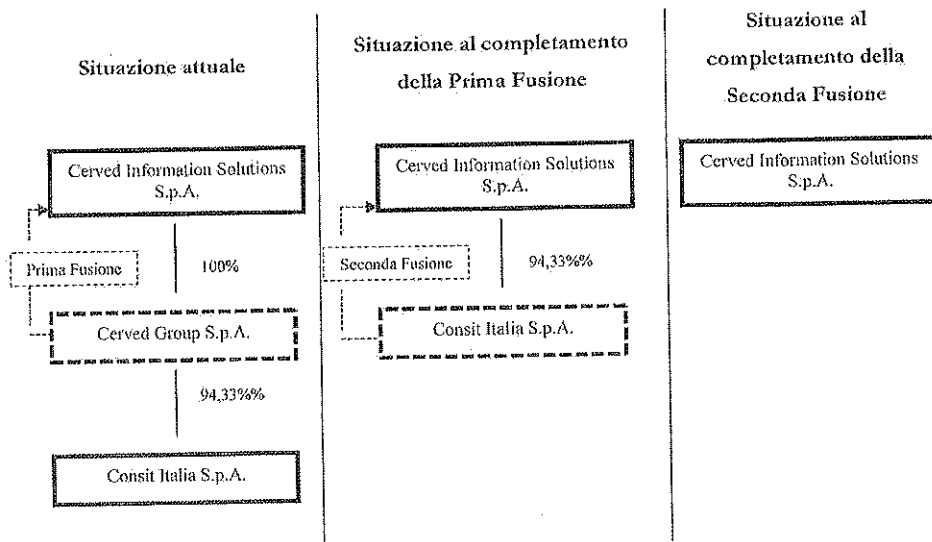 Situazione attuale
Cerved Information Solutions
S.p.A.
Prima Fusione
100%
Cerved Group S.p.A.
94,33%%
Consit Italia S.p.A.
Situazione al completamento
della Prima Fusione
Cerved Information Solutions
S.p.A.
Seconda Fusione
94,33%%
Consit Italia S.p.A.
Situazione al
completamento della
Seconda Fusione
Cerved Information Solutions
S.p.A.